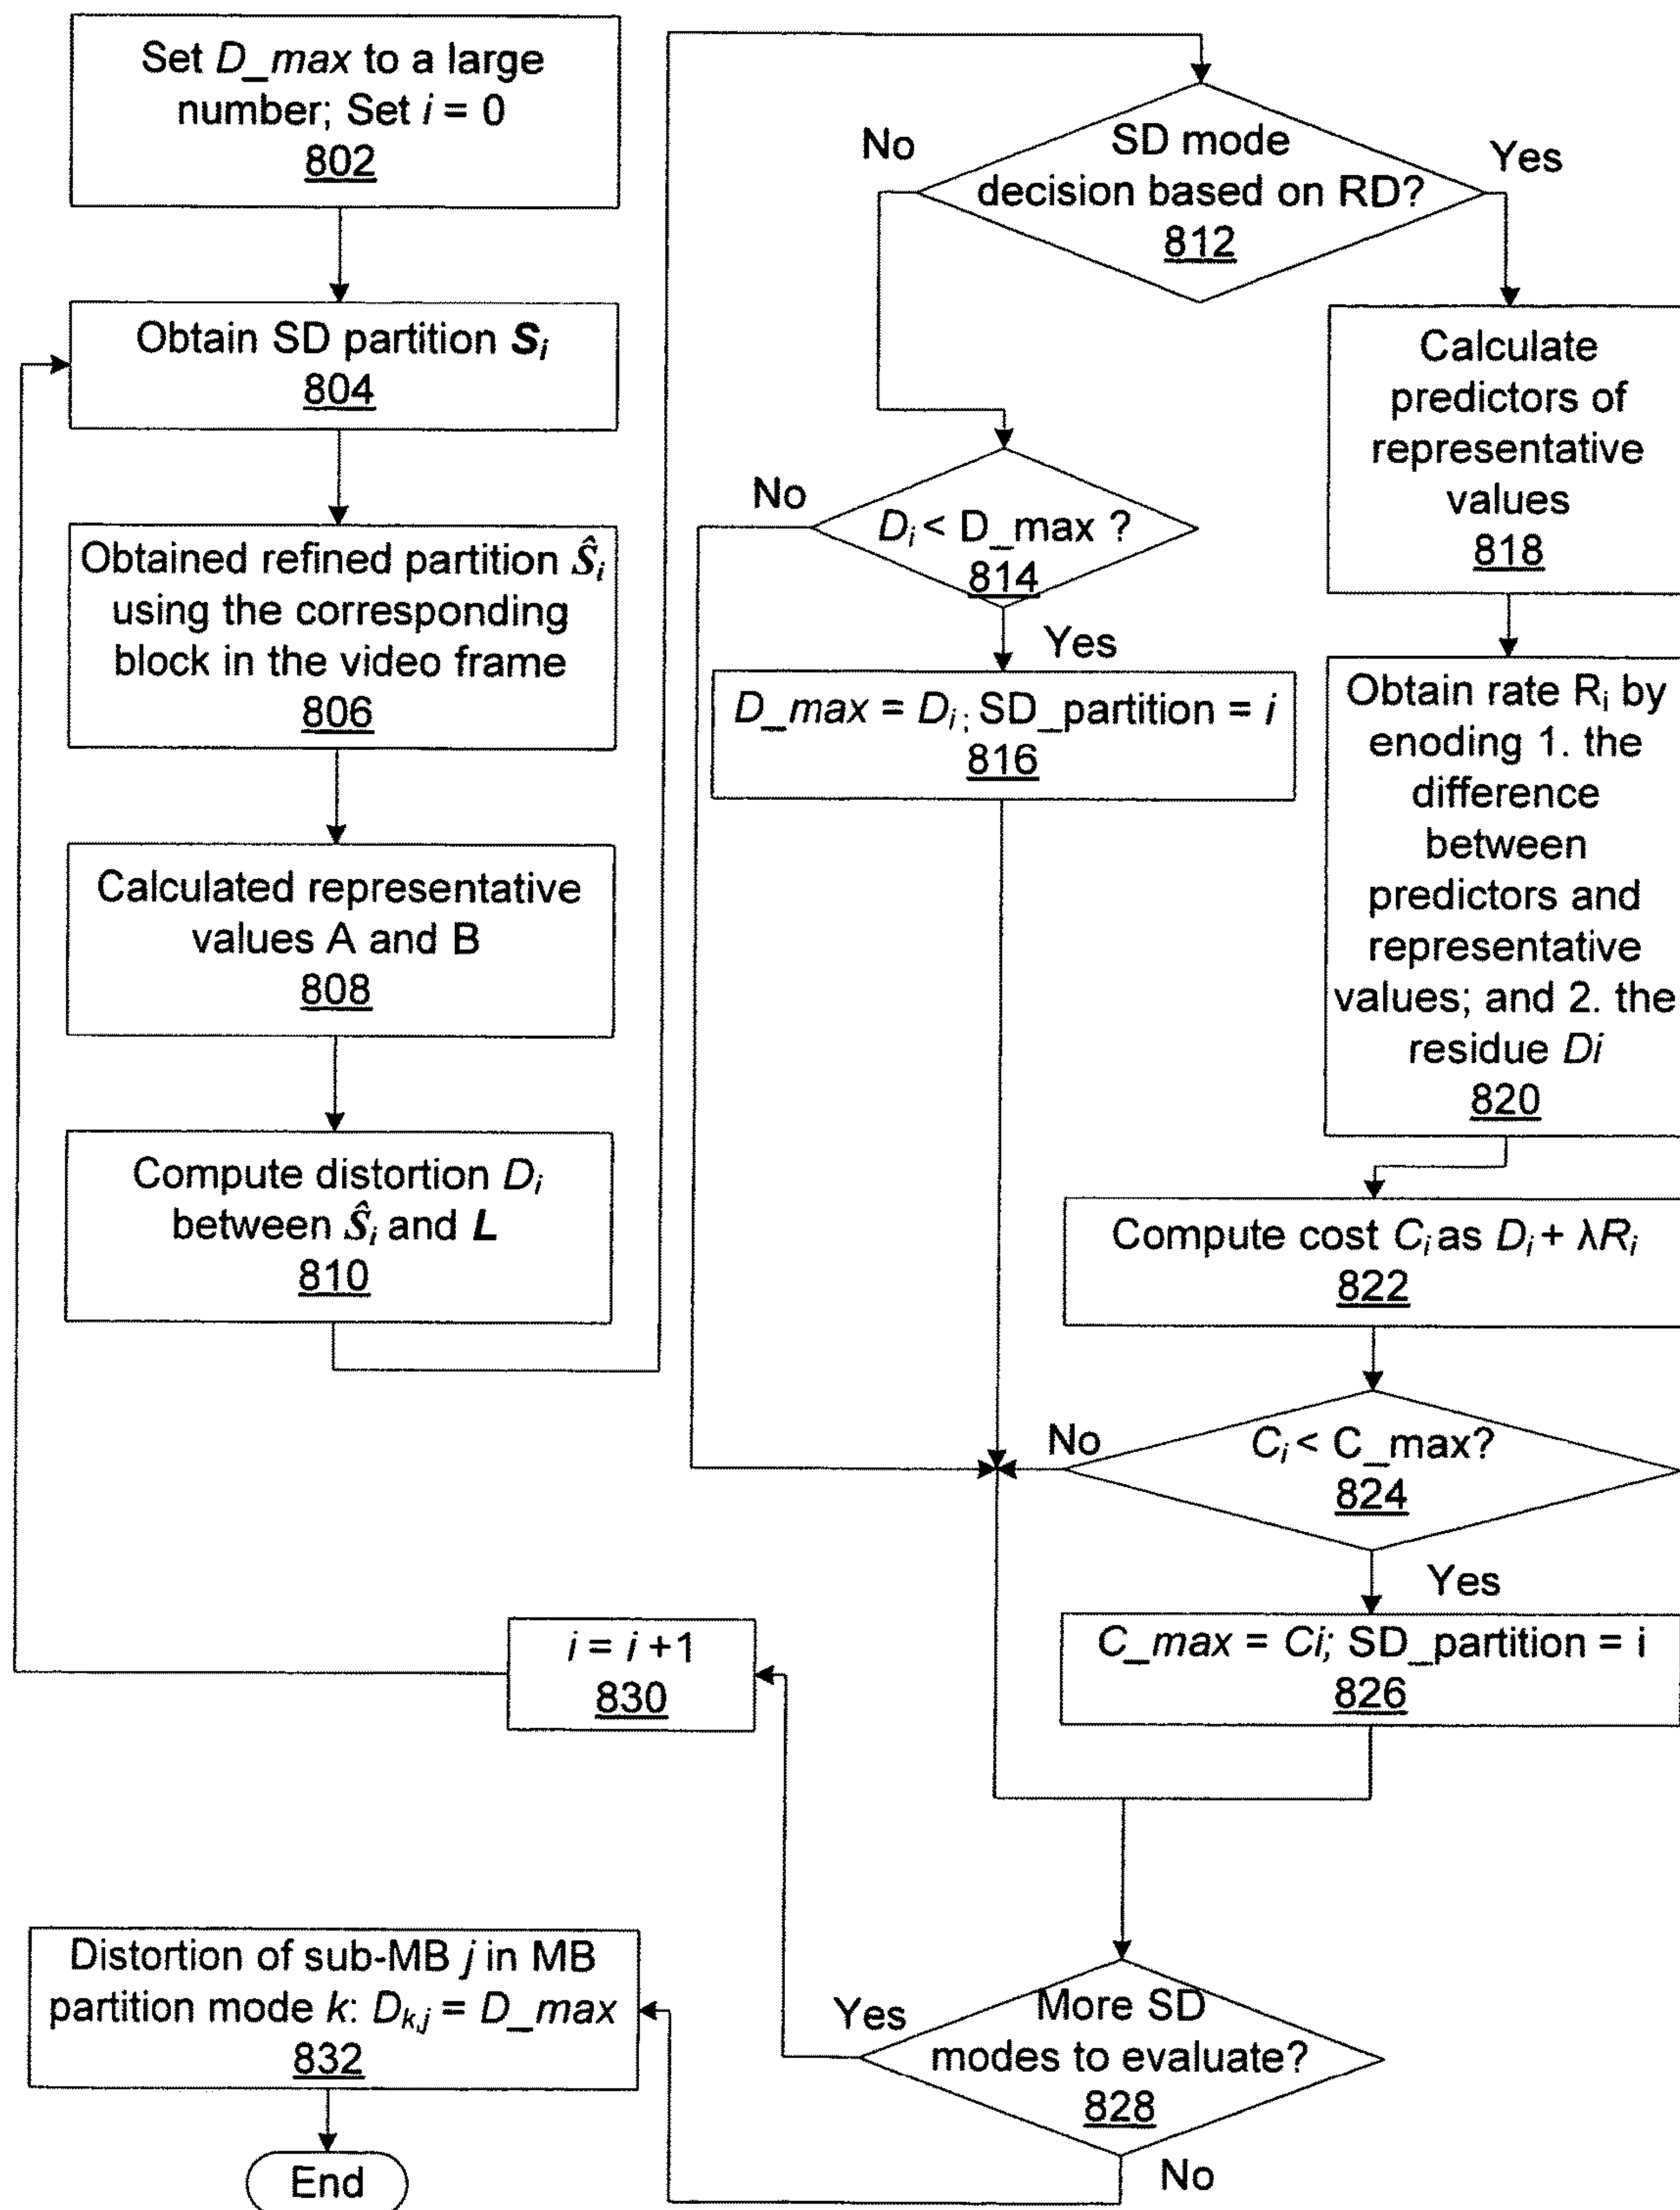 Set D_max to a large
number; Set i = 0
802
Obtain SD partition Si
804
Obtained refined partition Ŝi
using the corresponding
block in the video frame
806
Calculated representative
values A and B
808
Compute distortion Di
between Ŝi and L
810
SD mode
decision based on RD?
812
No
Yes
Di < D_max ?
814
No
Yes
D_max = Di; SD_partition = i
816
Calculate
predictors of
representative
values
818
Obtain rate Ri by
enoding 1. the
difference
between
predictors and
representative
values; and 2. the
residue Di
820
Compute cost Ci as Di + λRi
822
Ci < C_max?
824
No
Yes
C_max = Ci; SD_partition = i
826
More SD
modes to evaluate?
828
Yes
No
i = i +1
830
Distortion of sub-MB j in MB
partition mode k: Dk,j = D_max
832
End